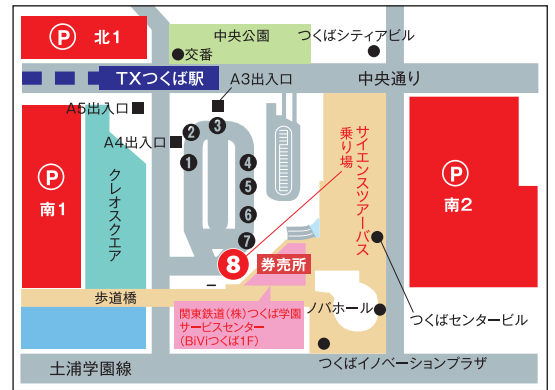 P 北1
中央公園
つくばシティアビル
交番
TXつくば駅
A3出入口
中央通り
A5出入口
A4出入口
2
3
1
4
5
6
7
8
サイエンスツアーバス
乗り場
クレオスクエア
P
南1
P
南2
券売所
歩道橋
関東鉄道(株)つくば学園
サービスセンター
(BiViつくば1F)
ノバホール
つくばセンタービル
つくばイノベーションプラザ
土浦学園線